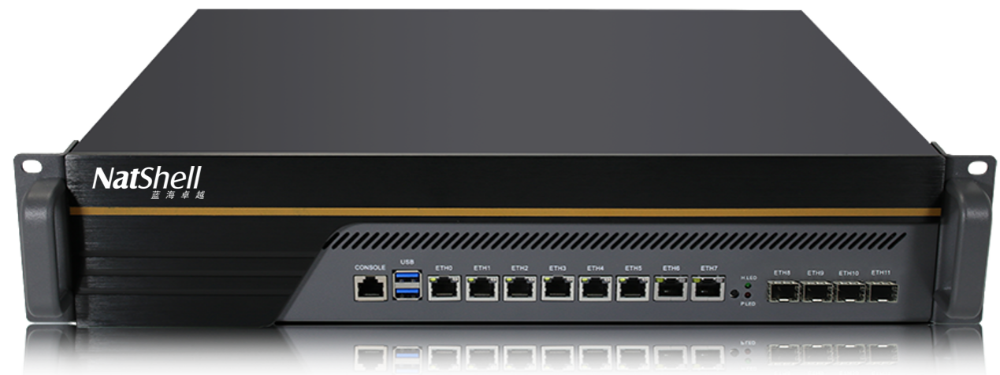 NatShell
蓝海卓越
CONSOLE USB ETH0 ETH1 ETH2 ETH3 ETH4 ETH5 ETH6 ETH7
H LED
P LED
ETH8 ETH9 ETH10 ETH11